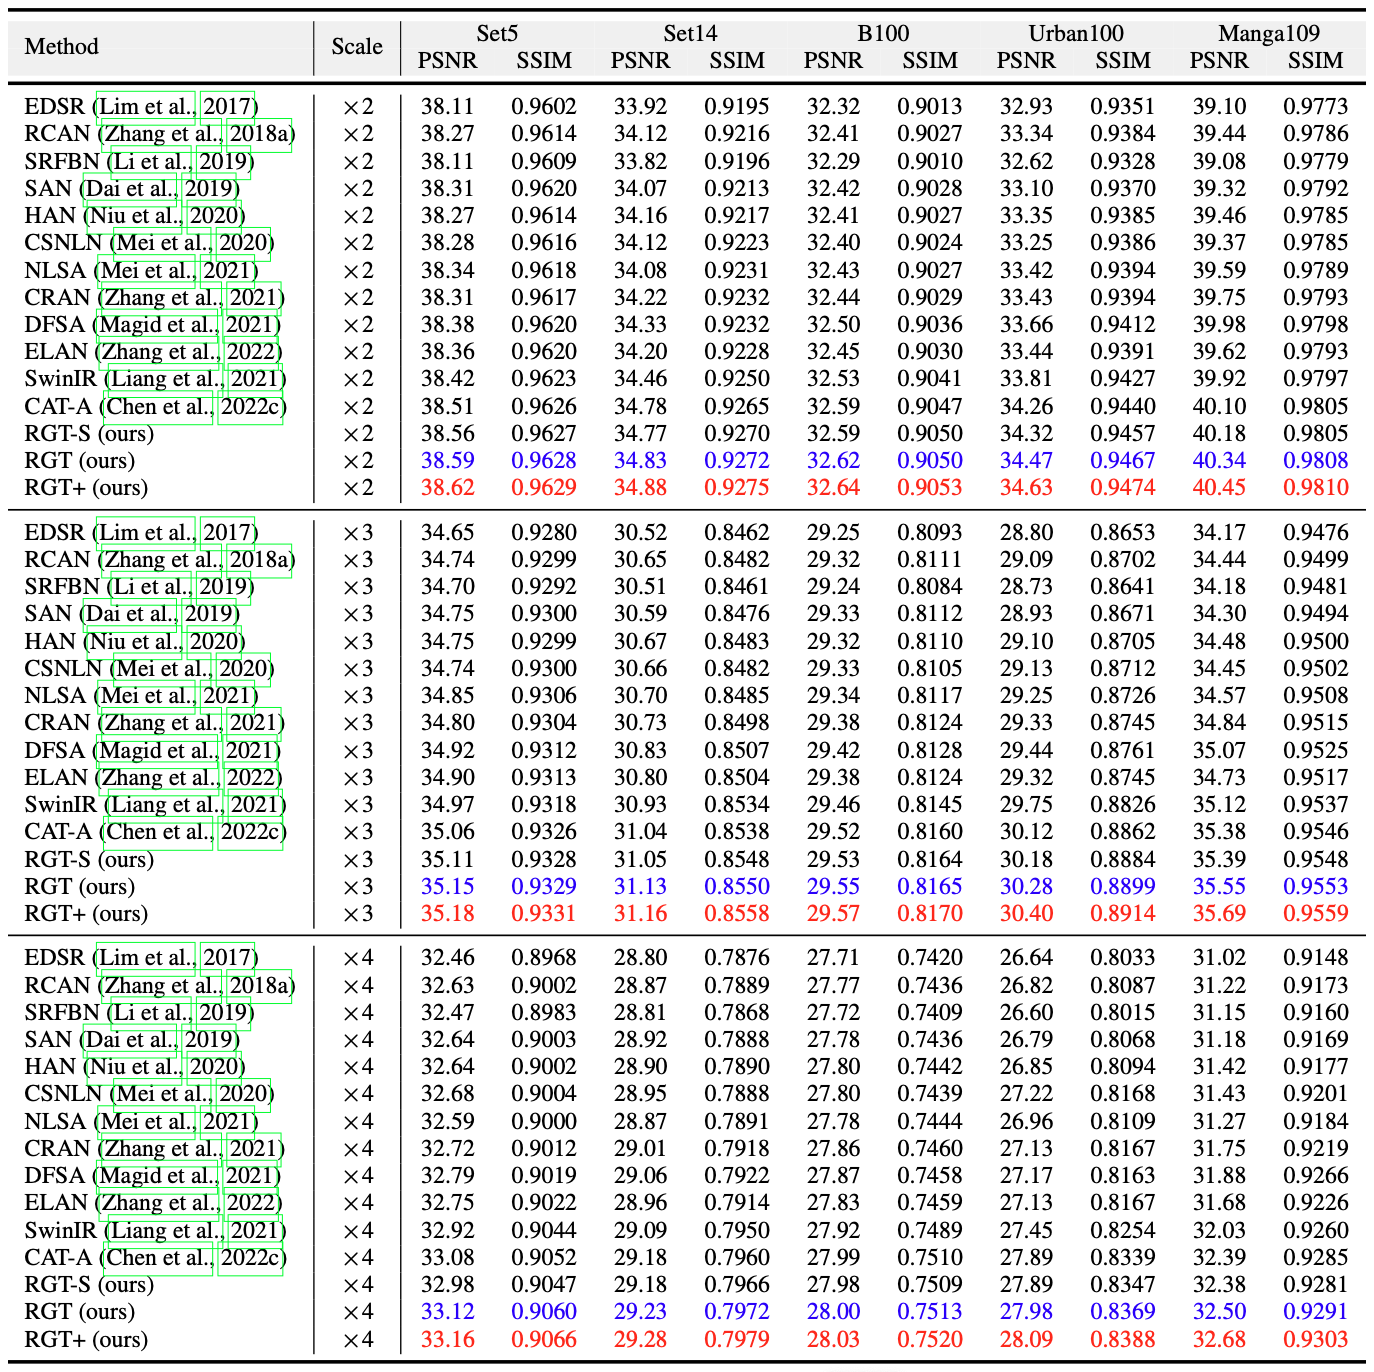 Method Scale Set5 Set14 B100 Urban100 Manga109
PSNR SSIM PSNR SSIM PSNR SSIM PSNR SSIM PSNR SSIM
EDSR (Lim et al., 2017) ×2 38.11 0.9602 33.92 0.9195 32.32 0.9013 32.93 0.9351 39.10 0.9773
RCAN (Zhang et al., 2018a) ×2 38.27 0.9614 34.12 0.9216 32.41 0.9027 33.34 0.9384 39.44 0.9786
SRFBN (Li et al., 2019) ×2 38.11 0.9609 33.82 0.9196 32.29 0.9010 32.62 0.9328 39.08 0.9779
SAN (Dai et al., 2019) ×2 38.31 0.9620 34.07 0.9213 32.42 0.9028 33.10 0.9370 39.32 0.9792
HAN (Niu et al., 2020) ×2 38.27 0.9614 34.16 0.9217 32.41 0.9027 33.35 0.9385 39.46 0.9785
CSNLN (Mei et al., 2020) ×2 38.28 0.9616 34.12 0.9223 32.40 0.9024 33.25 0.9386 39.37 0.9785
NLSA (Mei et al., 2021) ×2 38.34 0.9618 34.08 0.9231 32.43 0.9027 33.42 0.9394 39.59 0.9789
CRAN (Zhang et al., 2021) ×2 38.31 0.9617 34.22 0.9232 32.44 0.9029 33.43 0.9394 39.75 0.9793
DFSA (Magid et al., 2021) ×2 38.38 0.9620 34.33 0.9232 32.50 0.9036 33.66 0.9412 39.98 0.9798
ELAN (Zhang et al., 2022) ×2 38.36 0.9620 34.20 0.9228 32.45 0.9030 33.44 0.9391 39.62 0.9793
SwinIR (Liang et al., 2021) ×2 38.42 0.9623 34.46 0.9250 32.53 0.9041 33.81 0.9427 39.92 0.9797
CAT-A (Chen et al., 2022c) ×2 38.51 0.9626 34.78 0.9265 32.59 0.9047 34.26 0.9440 40.10 0.9805
RGT-S (ours) ×2 38.56 0.9627 34.77 0.9270 32.59 0.9050 34.32 0.9457 40.18 0.9805
RGT (ours) ×2 38.59 0.9628 34.83 0.9272 32.62 0.9050 34.47 0.9467 40.34 0.9808
RGT+ (ours) ×2 38.62 0.9629 34.88 0.9275 32.64 0.9053 34.63 0.9474 40.45 0.9810
EDSR (Lim et al., 2017) ×3 34.65 0.9280 30.52 0.8462 29.25 0.8093 28.80 0.8653 34.17 0.9476
RCAN (Zhang et al., 2018a) ×3 34.74 0.9299 30.65 0.8482 29.32 0.8111 29.09 0.8702 34.44 0.9499
SRFBN (Li et al., 2019) ×3 34.70 0.9292 30.51 0.8461 29.24 0.8084 28.73 0.8641 34.18 0.9481
SAN (Dai et al., 2019) ×3 34.75 0.9300 30.59 0.8476 29.33 0.8112 28.93 0.8671 34.30 0.9494
HAN (Niu et al., 2020) ×3 34.75 0.9299 30.67 0.8483 29.32 0.8110 29.10 0.8705 34.48 0.9500
CSNLN (Mei et al., 2020) ×3 34.74 0.9300 30.66 0.8482 29.33 0.8105 29.13 0.8712 34.45 0.9502
NLSA (Mei et al., 2021) ×3 34.85 0.9306 30.70 0.8485 29.34 0.8117 29.25 0.8726 34.57 0.9508
CRAN (Zhang et al., 2021) ×3 34.80 0.9304 30.73 0.8498 29.38 0.8124 29.33 0.8745 34.84 0.9515
DFSA (Magid et al., 2021) ×3 34.92 0.9312 30.83 0.8507 29.42 0.8128 29.44 0.8761 35.07 0.9525
ELAN (Zhang et al., 2022) ×3 34.90 0.9313 30.80 0.8504 29.38 0.8124 29.32 0.8745 34.73 0.9517
SwinIR (Liang et al., 2021) ×3 34.97 0.9318 30.93 0.8534 29.46 0.8145 29.75 0.8826 35.12 0.9537
CAT-A (Chen et al., 2022c) ×3 35.06 0.9326 31.04 0.8538 29.52 0.8160 30.12 0.8862 35.38 0.9546
RGT-S (ours) ×3 35.11 0.9328 31.05 0.8548 29.53 0.8164 30.18 0.8884 35.39 0.9548
RGT (ours) ×3 35.15 0.9329 31.13 0.8550 29.55 0.8165 30.28 0.8899 35.55 0.9553
RGT+ (ours) ×3 35.18 0.9331 31.16 0.8558 29.57 0.8170 30.40 0.8914 35.69 0.9559
EDSR (Lim et al., 2017) ×4 32.46 0.8968 28.80 0.7876 27.71 0.7420 26.64 0.8033 31.02 0.9148
RCAN (Zhang et al., 2018a) ×4 32.63 0.9002 28.87 0.7889 27.77 0.7436 26.82 0.8087 31.22 0.9173
SRFBN (Li et al., 2019) ×4 32.47 0.8983 28.81 0.7868 27.72 0.7409 26.60 0.8015 31.15 0.9160
SAN (Dai et al., 2019) ×4 32.64 0.9003 28.92 0.7888 27.78 0.7436 26.79 0.8068 31.18 0.9169
HAN (Niu et al., 2020) ×4 32.64 0.9002 28.90 0.7890 27.80 0.7442 26.85 0.8094 31.42 0.9177
CSNLN (Mei et al., 2020) ×4 32.68 0.9004 28.95 0.7888 27.80 0.7439 27.22 0.8168 31.43 0.9201
NLSA (Mei et al., 2021) ×4 32.59 0.9000 28.87 0.7891 27.78 0.7444 26.96 0.8109 31.27 0.9184
CRAN (Zhang et al., 2021) ×4 32.72 0.9012 29.01 0.7918 27.86 0.7460 27.13 0.8167 31.75 0.9219
DFSA (Magid et al., 2021) ×4 32.79 0.9019 29.06 0.7922 27.87 0.7458 27.17 0.8163 31.88 0.9266
ELAN (Zhang et al., 2022) ×4 32.75 0.9022 28.96 0.7914 27.83 0.7459 27.13 0.8167 31.68 0.9226
SwinIR (Liang et al., 2021) ×4 32.92 0.9044 29.09 0.7950 27.92 0.7489 27.45 0.8254 32.03 0.9260
CAT-A (Chen et al., 2022c) ×4 33.08 0.9052 29.18 0.7960 27.99 0.7510 27.89 0.8339 32.39 0.9285
RGT-S (ours) ×4 32.98 0.9047 29.18 0.7966 27.98 0.7509 27.89 0.8347 32.38 0.9281
RGT (ours) ×4 33.12 0.9060 29.23 0.7972 28.00 0.7513 27.98 0.8369 32.50 0.9291
RGT+ (ours) ×4 33.16 0.9066 29.28 0.7979 28.03 0.7520 28.09 0.8388 32.68 0.9303